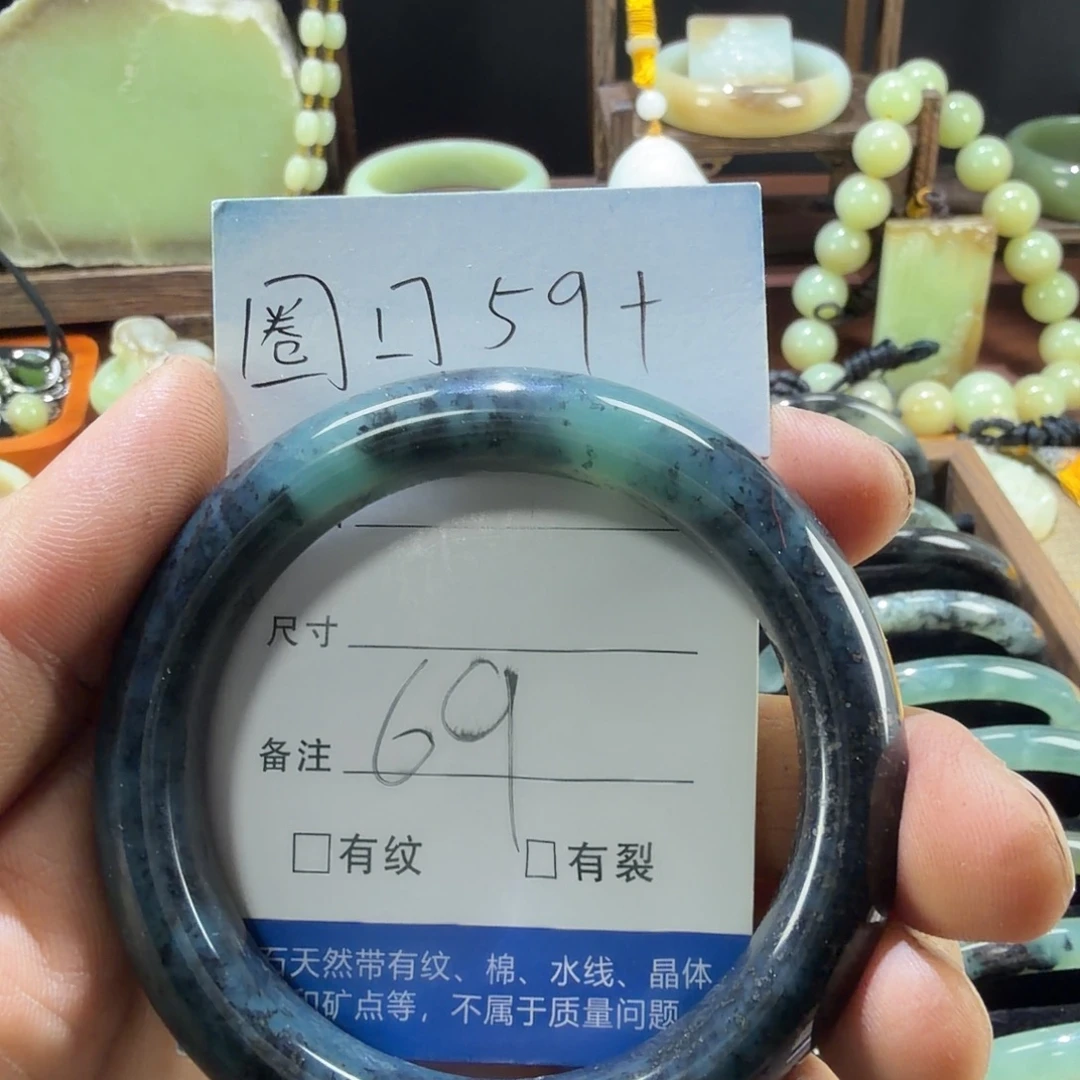 圈口59+
尺寸
备注 69
□有纹 □有裂
石天然带有纹、棉、水线、晶体
和矿点等，不属于质量问题